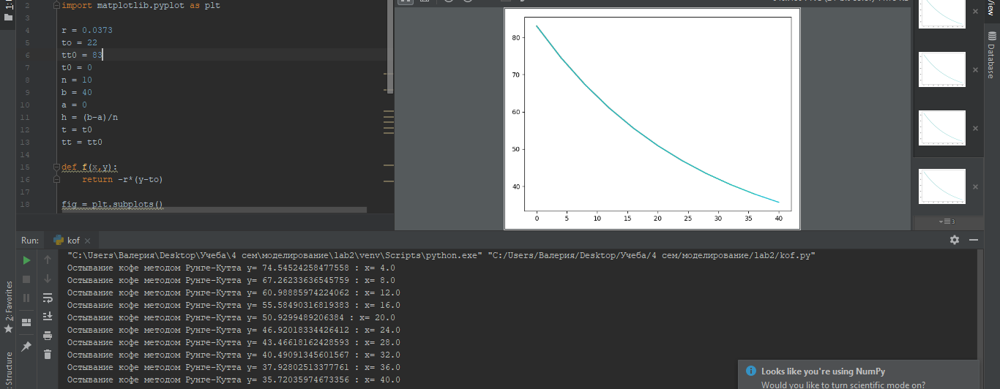 2 import matplotlib.pyplot as plt
3
4 r = 0.0373
5 to = 22
6 tt0 = 83
7 t0 = 0
8 n = 10
9 b = 40
10 a = 0
11 h = (b-a)/n
12 t = t0
13 tt = tt0
14
15 def f(x,y):
16 return -r*(y-to)
17
18 fig = plt.subplots()
80
70
60
50
40
0 5 10 15 20 25 30 35 40
3
Database
Run: kof
"C:\Users\Валерия\Desktop\Учеба\4 сем\моделирование\lab2\venv\Scripts\python.exe" "C:/Users/Валерия/Desktop/Учеба/4 сем/моделирование/lab2/kof.py"
Остывание кофе методом Рунге-Кутта y= 74.54524258477558 : x= 4.0
Остывание кофе методом Рунге-Кутта y= 67.26233636545759 : x= 8.0
Остывание кофе методом Рунге-Кутта y= 60.98885974224062 : x= 12.0
Остывание кофе методом Рунге-Кутта y= 55.58490316819383 : x= 16.0
Остывание кофе методом Рунге-Кутта y= 50.9299489206384 : x= 20.0
Остывание кофе методом Рунге-Кутта y= 46.92018334426412 : x= 24.0
Остывание кофе методом Рунге-Кутта y= 43.46618162428593 : x= 28.0
Остывание кофе методом Рунге-Кутта y= 40.49091345601567 : x= 32.0
Остывание кофе методом Рунге-Кутта y= 37.92802513377761 : x= 36.0
Остывание кофе методом Рунге-Кутта y= 35.72035974673356 : x= 40.0
2: Favorites
Structure
Looks like you're using NumPy
Would you like to turn scientific mode on?